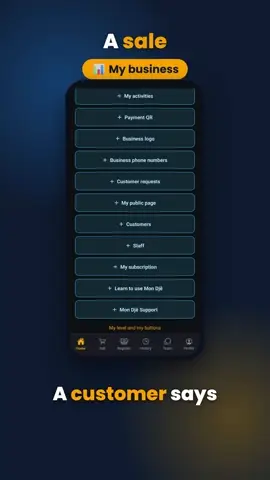 A sale
My business
+ My activities
+ Payment QR
+ Business logo
+ Business phone numbers
+ Customer requests
+ My public page
+ Customers
+ Staff
+ My subscription
+ Learn to use Mon Djê
+ Mon Djê Support
My level and my buttons
Home
Sell
History
Profile
A customer says